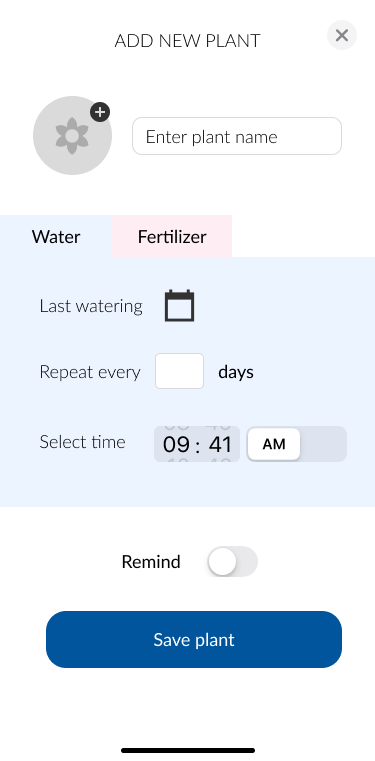 ADD NEW PLANT
Enter plant name
Water Fertilizer
Last watering
Repeat every days
Select time 09 : 41 AM
Remind
Save plant